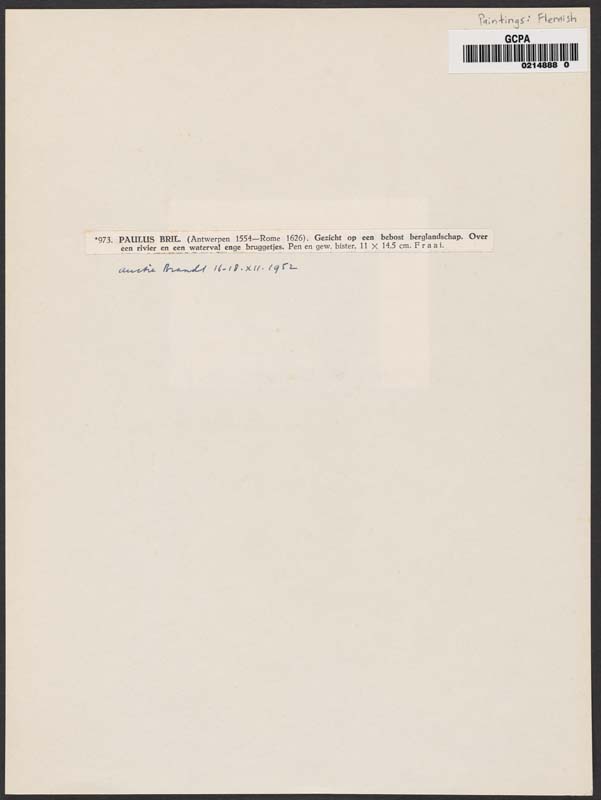 Paintings: Flemish
GCPA
0214888 0
*973. PAULUS BRIL. (Antwerpen 1554—Rome 1626). Gezicht op een bebost berglandschap. Over
een rivier en een waterval enge bruggetjes. Pen en gew. bister. 11 × 14.5 cm. Fraai.
auctie Brandt 16-18.XII.1952